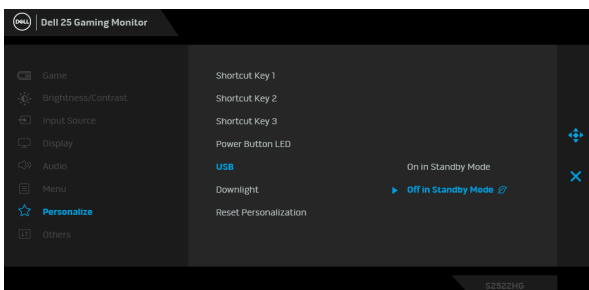 DELL
Dell 25 Gaming Monitor
Game
Brightness/Contrast
Input Source
Display
Audio
Menu
Personalize
Others
Shortcut Key 1
Shortcut Key 2
Shortcut Key 3
Power Button LED
USB
Downlight
Reset Personalization
On in Standby Mode
Off in Standby Mode
S2522HG